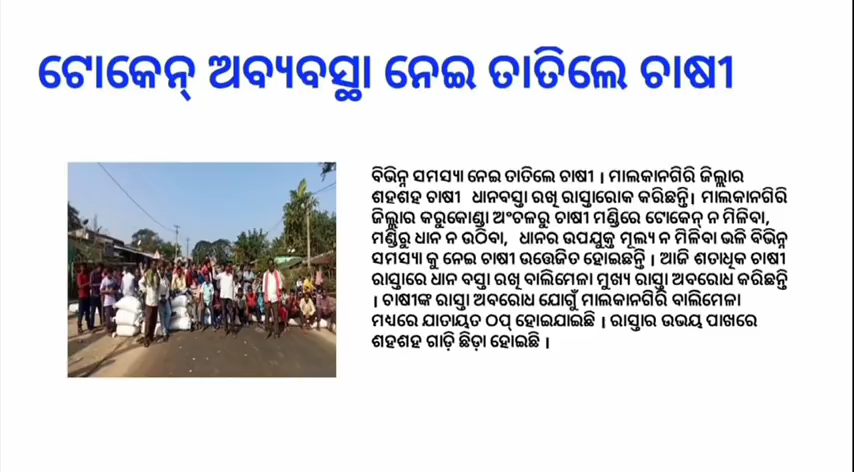 ଟୋକେନ୍ ଅବ୍ୟବସ୍ଥା ନେଇ ତାତିଲେ ଚାଷୀ
ବିଭିନ୍ନ ସମସ୍ୟା ନେଇ ତାତିଲେ ଚାଷୀ । ମାଲକାନଗିରି ଜିଲ୍ଲାର
ଶହଶହ ଚାଷୀ ଧାନବସ୍ତା ରଖି ରାସ୍ତାରୋକ କରିଛନ୍ତି। ମାଲକାନଗିରି
ଜିଲ୍ଲାର କରୁକୋଣ୍ଡା ଅଂଚଳରୁ ଚାଷୀ ମଣ୍ଡିରେ ଟୋକେନ୍ ନ ମିଳିବା,
ମଣ୍ଡିରୁ ଧାନ ନ ଉଠିବା, ଧାନର ଉପଯୁକ୍ତ ମୂଲ୍ୟ ନ ମିଳିବା ଭଳି ବିଭିନ୍ନ
ସମସ୍ୟା କୁ ନେଇ ଚାଷୀ ଉତ୍ତେଜିତ ହୋଇଛନ୍ତି । ଆଜି ଶତାଧିକ ଚାଷୀ
ରାସ୍ତାରେ ଧାନ ବସ୍ତା ରଖି ବାଲିମେଳା ମୁଖ୍ୟ ରାସ୍ତା ଅବରୋଧ କରିଛନ୍ତି
। ଚାଷୀଙ୍କ ରାସ୍ତା ଅବରୋଧ ଯୋଗୁଁ ମାଲକାନଗିରି ବାଲିମେଳା
ମଧ୍ୟରେ ଯାତାୟତ ଠପ୍ ହୋଇଯାଇଛି । ରାସ୍ତାର ଉଭୟ ପାଖରେ
ଶହଶହ ଗାଡ଼ି ଛିଡ଼ା ହୋଇଛି ।